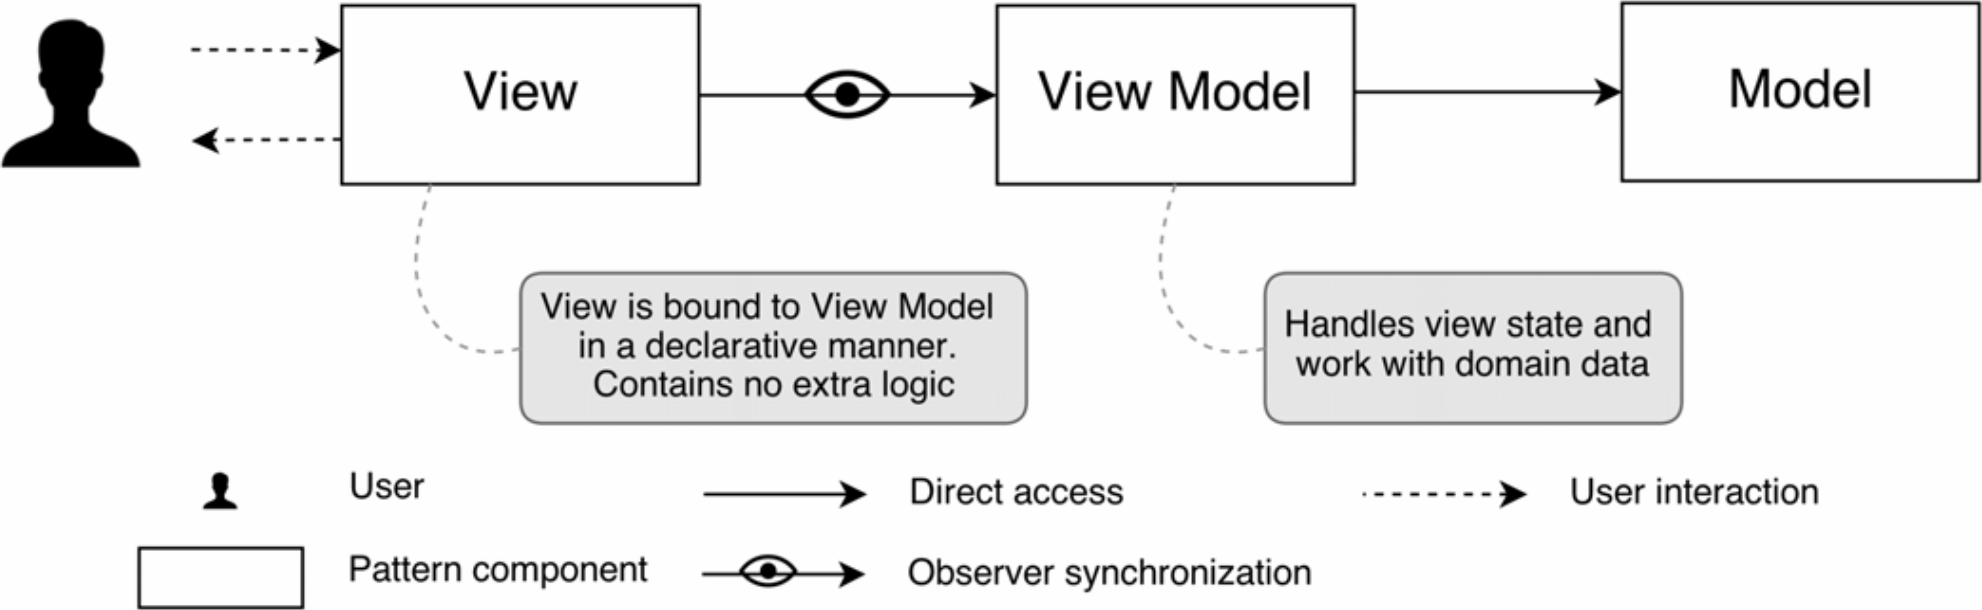 View
View Model
Model
View is bound to View Model
in a declarative manner.
Contains no extra logic
Handles view state and
work with domain data
User
Direct access
User interaction
Pattern component
Observer synchronization